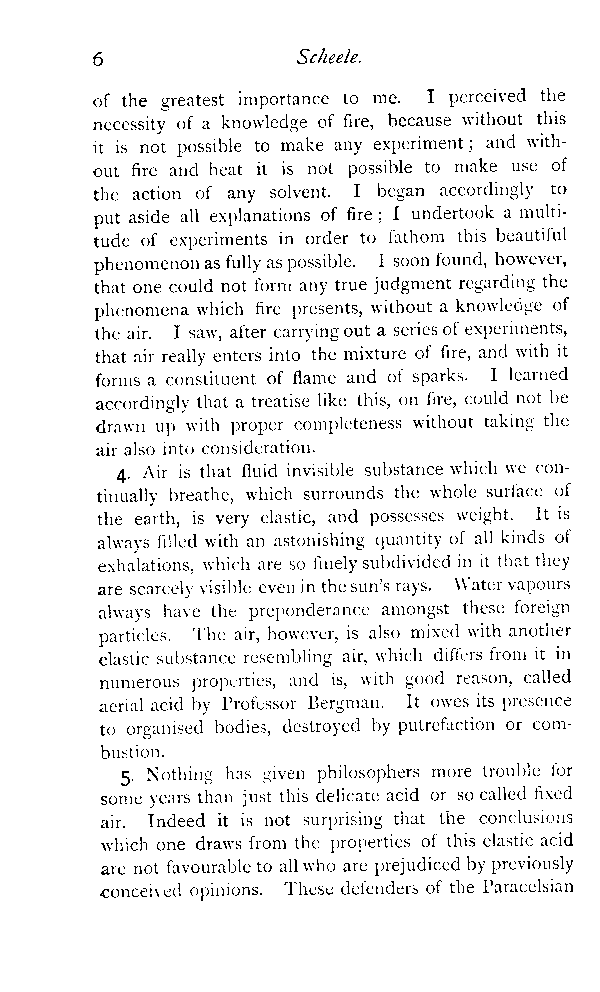 6 Scheele.
of the greatest importance to me. I perceived the
necessity of a knowledge of fire, because without this
it is not possible to make any experiment; and with-
out fire and heat it is not possible to make use of
the action of any solvent. I began accordingly to
put aside all explanations of fire; I undertook a multi-
tude of experiments in order to fathom this beautiful
phenomenon as fully as possible. I soon found, however,
that one could not form any true judgment regarding the
phenomena which fire presents, without a knowledge of
the air. I saw, after carrying out a series of experiments,
that air really enters into the mixture of fire, and with it
forms a constituent of flame and of sparks. I learned
accordingly that a treatise like this, on fire, could not be
drawn up with proper completeness without taking the
air also into consideration.
4. Air is that fluid invisible substance which we con-
tinually breathe, which surrounds the whole surface of
the earth, is very elastic, and possesses weight. It is
always filled with an astonishing quantity of all kinds of
exhalations, which are so finely subdivided in it that they
are scarcely visible even in the sun's rays. Water vapours
always have the preponderance amongst these foreign
particles. The air, however, is also mixed with another
elastic substance resembling air, which differs from it in
numerous properties, and is, with good reason, called
aerial acid by Professor Bergman. It owes its presence
to organised bodies, destroyed by putrefaction or com-
bustion.
5. Nothing has given philosophers more trouble for
some years than just this delicate acid or so called fixed
air. Indeed it is not surprising that the conclusions
which one draws from the properties of this elastic acid
are not favourable to all who are prejudiced by previously
conceived opinions. These defenders of the Paracelsian